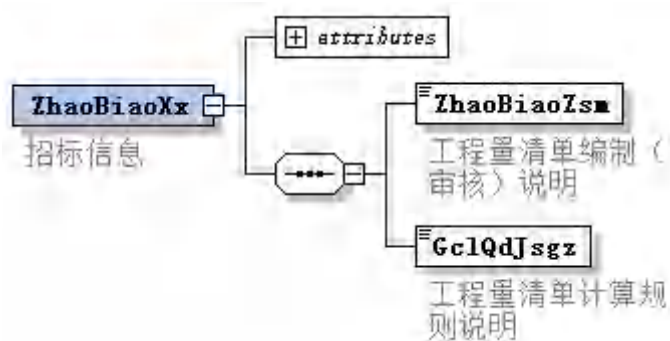 attributes
ZhaoBiaoXx
招标信息
ZhaoBiaoZsm
工程量清单编制（
审核）说明
GclQdJsgz
工程量清单计算规
则说明